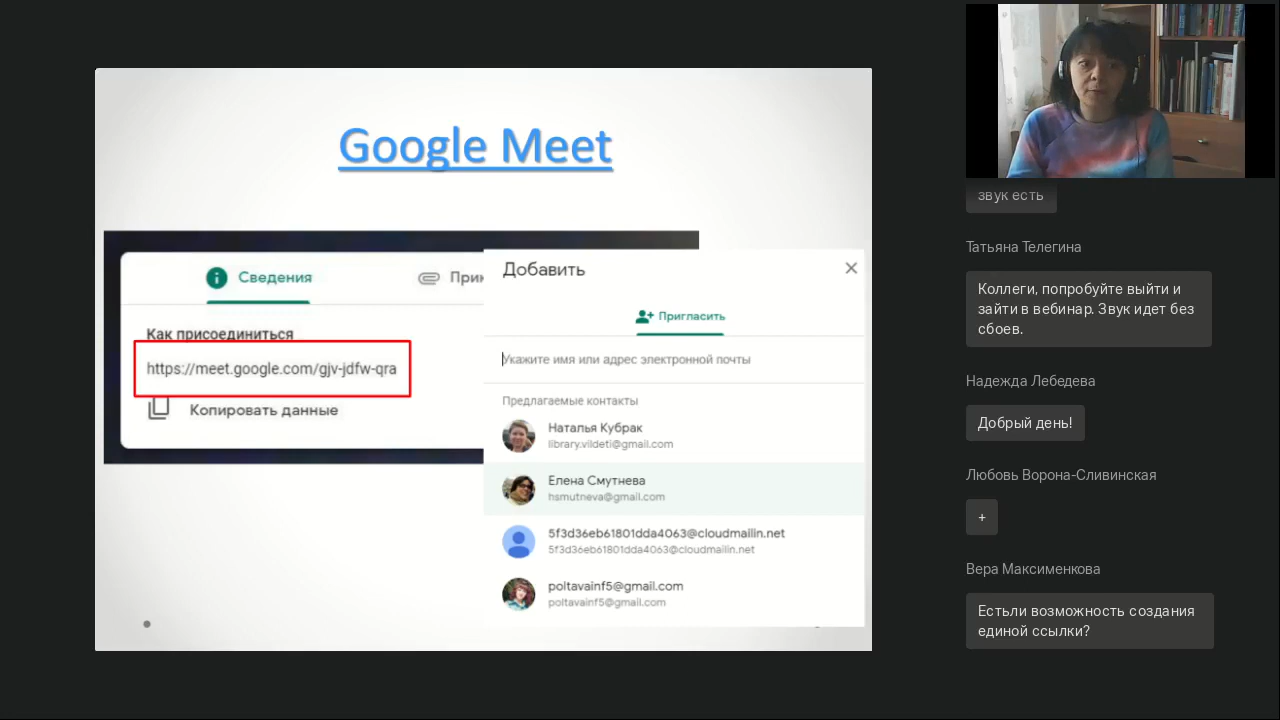 Google Meet
Сведения
Прик
Как присоединиться
https://meet.google.com/gjv-jdfw-qra
Копировать данные
Добавить
Пригласить
Укажите имя или адрес электронной почты
Предлагаемые контакты
Наталья Кубрак
library.vildeti@gmail.com
Елена Смутнева
hsmutneva@gmail.com
5f3d36eb61801dda4063@cloudmailin.net
5f3d36eb61801dda4063@cloudmailin.net
poltavainf5@gmail.com
poltavainf5@gmail.com
звук есть
Татьяна Телегина
Коллеги, попробуйте выйти и
зайти в вебинар. Звук идет без
сбоев.
Надежда Лебедева
Добрый день!
Любовь Ворона-Сливинская
+
Вера Максименкова
Естьли возможность создания
единой ссылки?